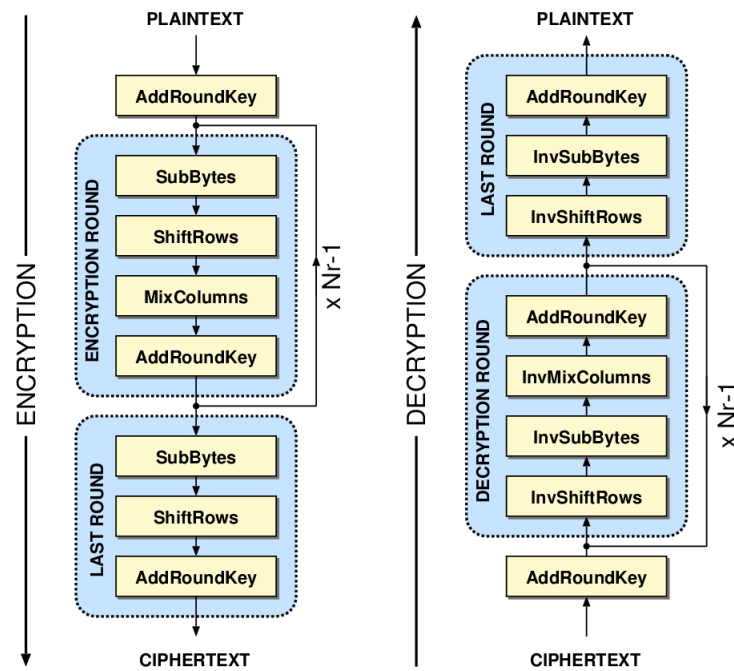 PLAINTEXT
AddRoundKey
ENCRYPTION ROUND
SubBytes
ShiftRows
MixColumns
AddRoundKey
x Nr-1
ENCRYPTION
LAST ROUND
SubBytes
ShiftRows
AddRoundKey
CIPHERTEXT
PLAINTEXT
LAST ROUND
AddRoundKey
InvSubBytes
InvShiftRows
DECRYPTION
DECRYPTION ROUND
AddRoundKey
InvMixColumns
InvSubBytes
InvShiftRows
x Nr-1
AddRoundKey
CIPHERTEXT